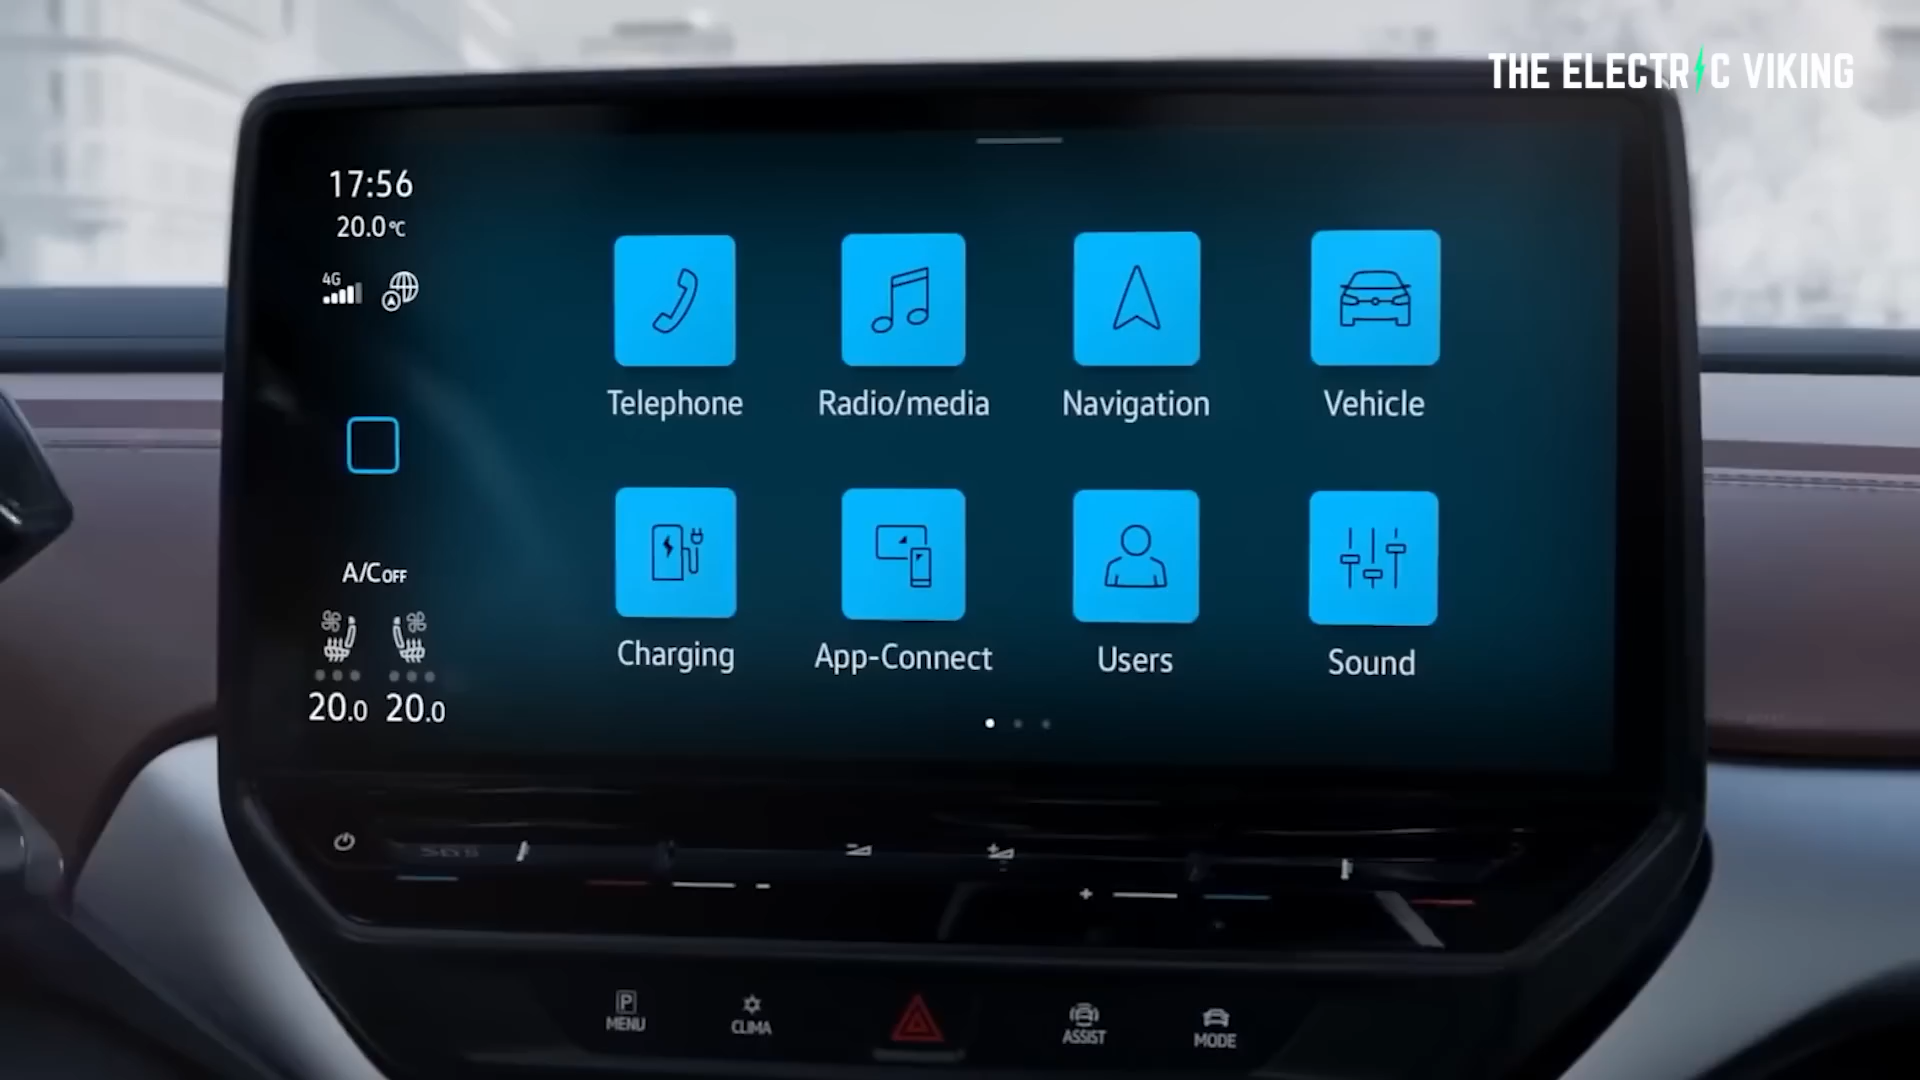 THE ELECTRIC VIKING
17:56
20.0°C
4G
Telephone
Radio/media
Navigation
Vehicle
Charging
App-Connect
Users
Sound
A/C OFF
20.0 20.0
P
MENU
CLIMA
ASSIST
MODE